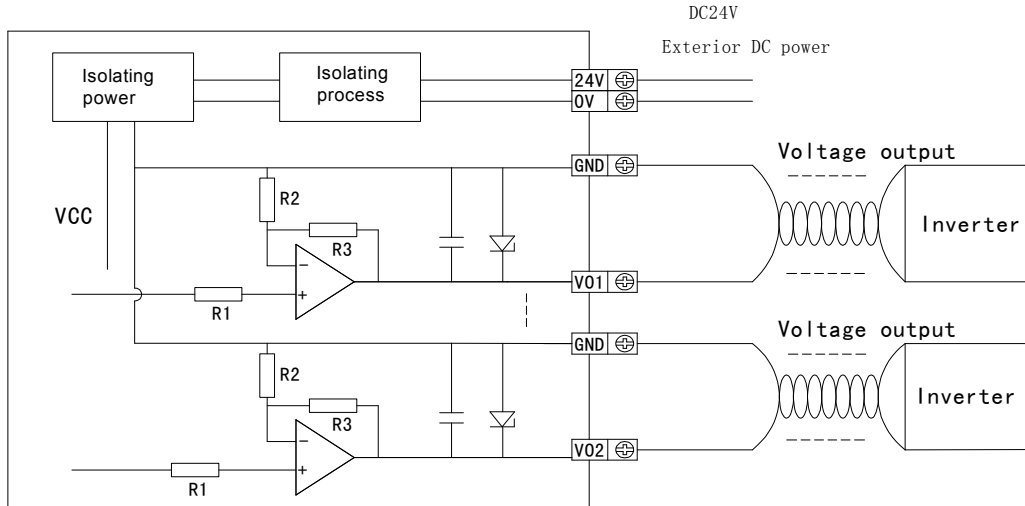 DC24V
Exterior DC power
Isolating
power
Isolating
process
24V
0V
GND
Voltage output
R2
VCC
R3
Inverter
R1
VO1
GND
Voltage output
R2
R3
Inverter
VO2
R1